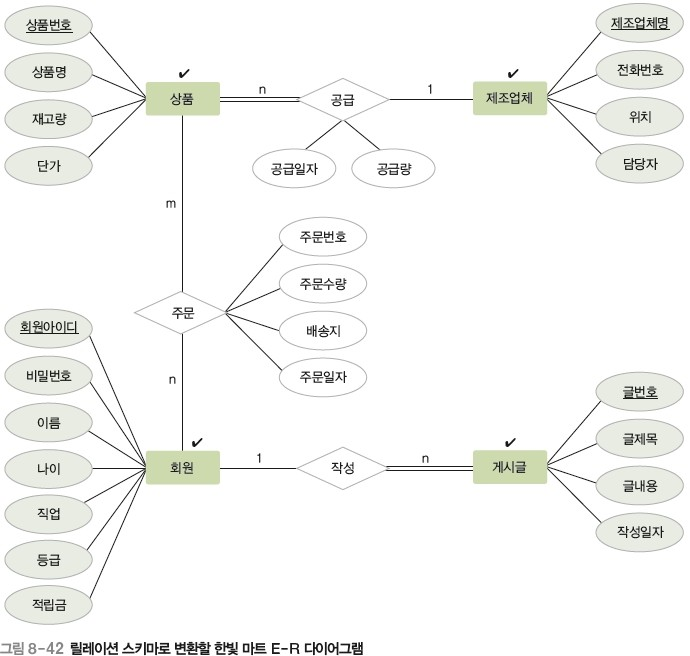 상품번호
제조업체명
상품명
전화번호
✔
✔
상품
n
공급
1
제조업체
재고량
위치
단가
공급일자
공급량
담당자
m
주문번호
주문수량
주문
배송지
회원아이디
주문일자
비밀번호
n
글번호
이름
✔
✔
글제목
나이
회원
1
작성
n
게시글
글내용
직업
작성일자
등급
적립금
그림 8-42 릴레이션 스키마로 변환할 한빛 마트 E-R 다이어그램